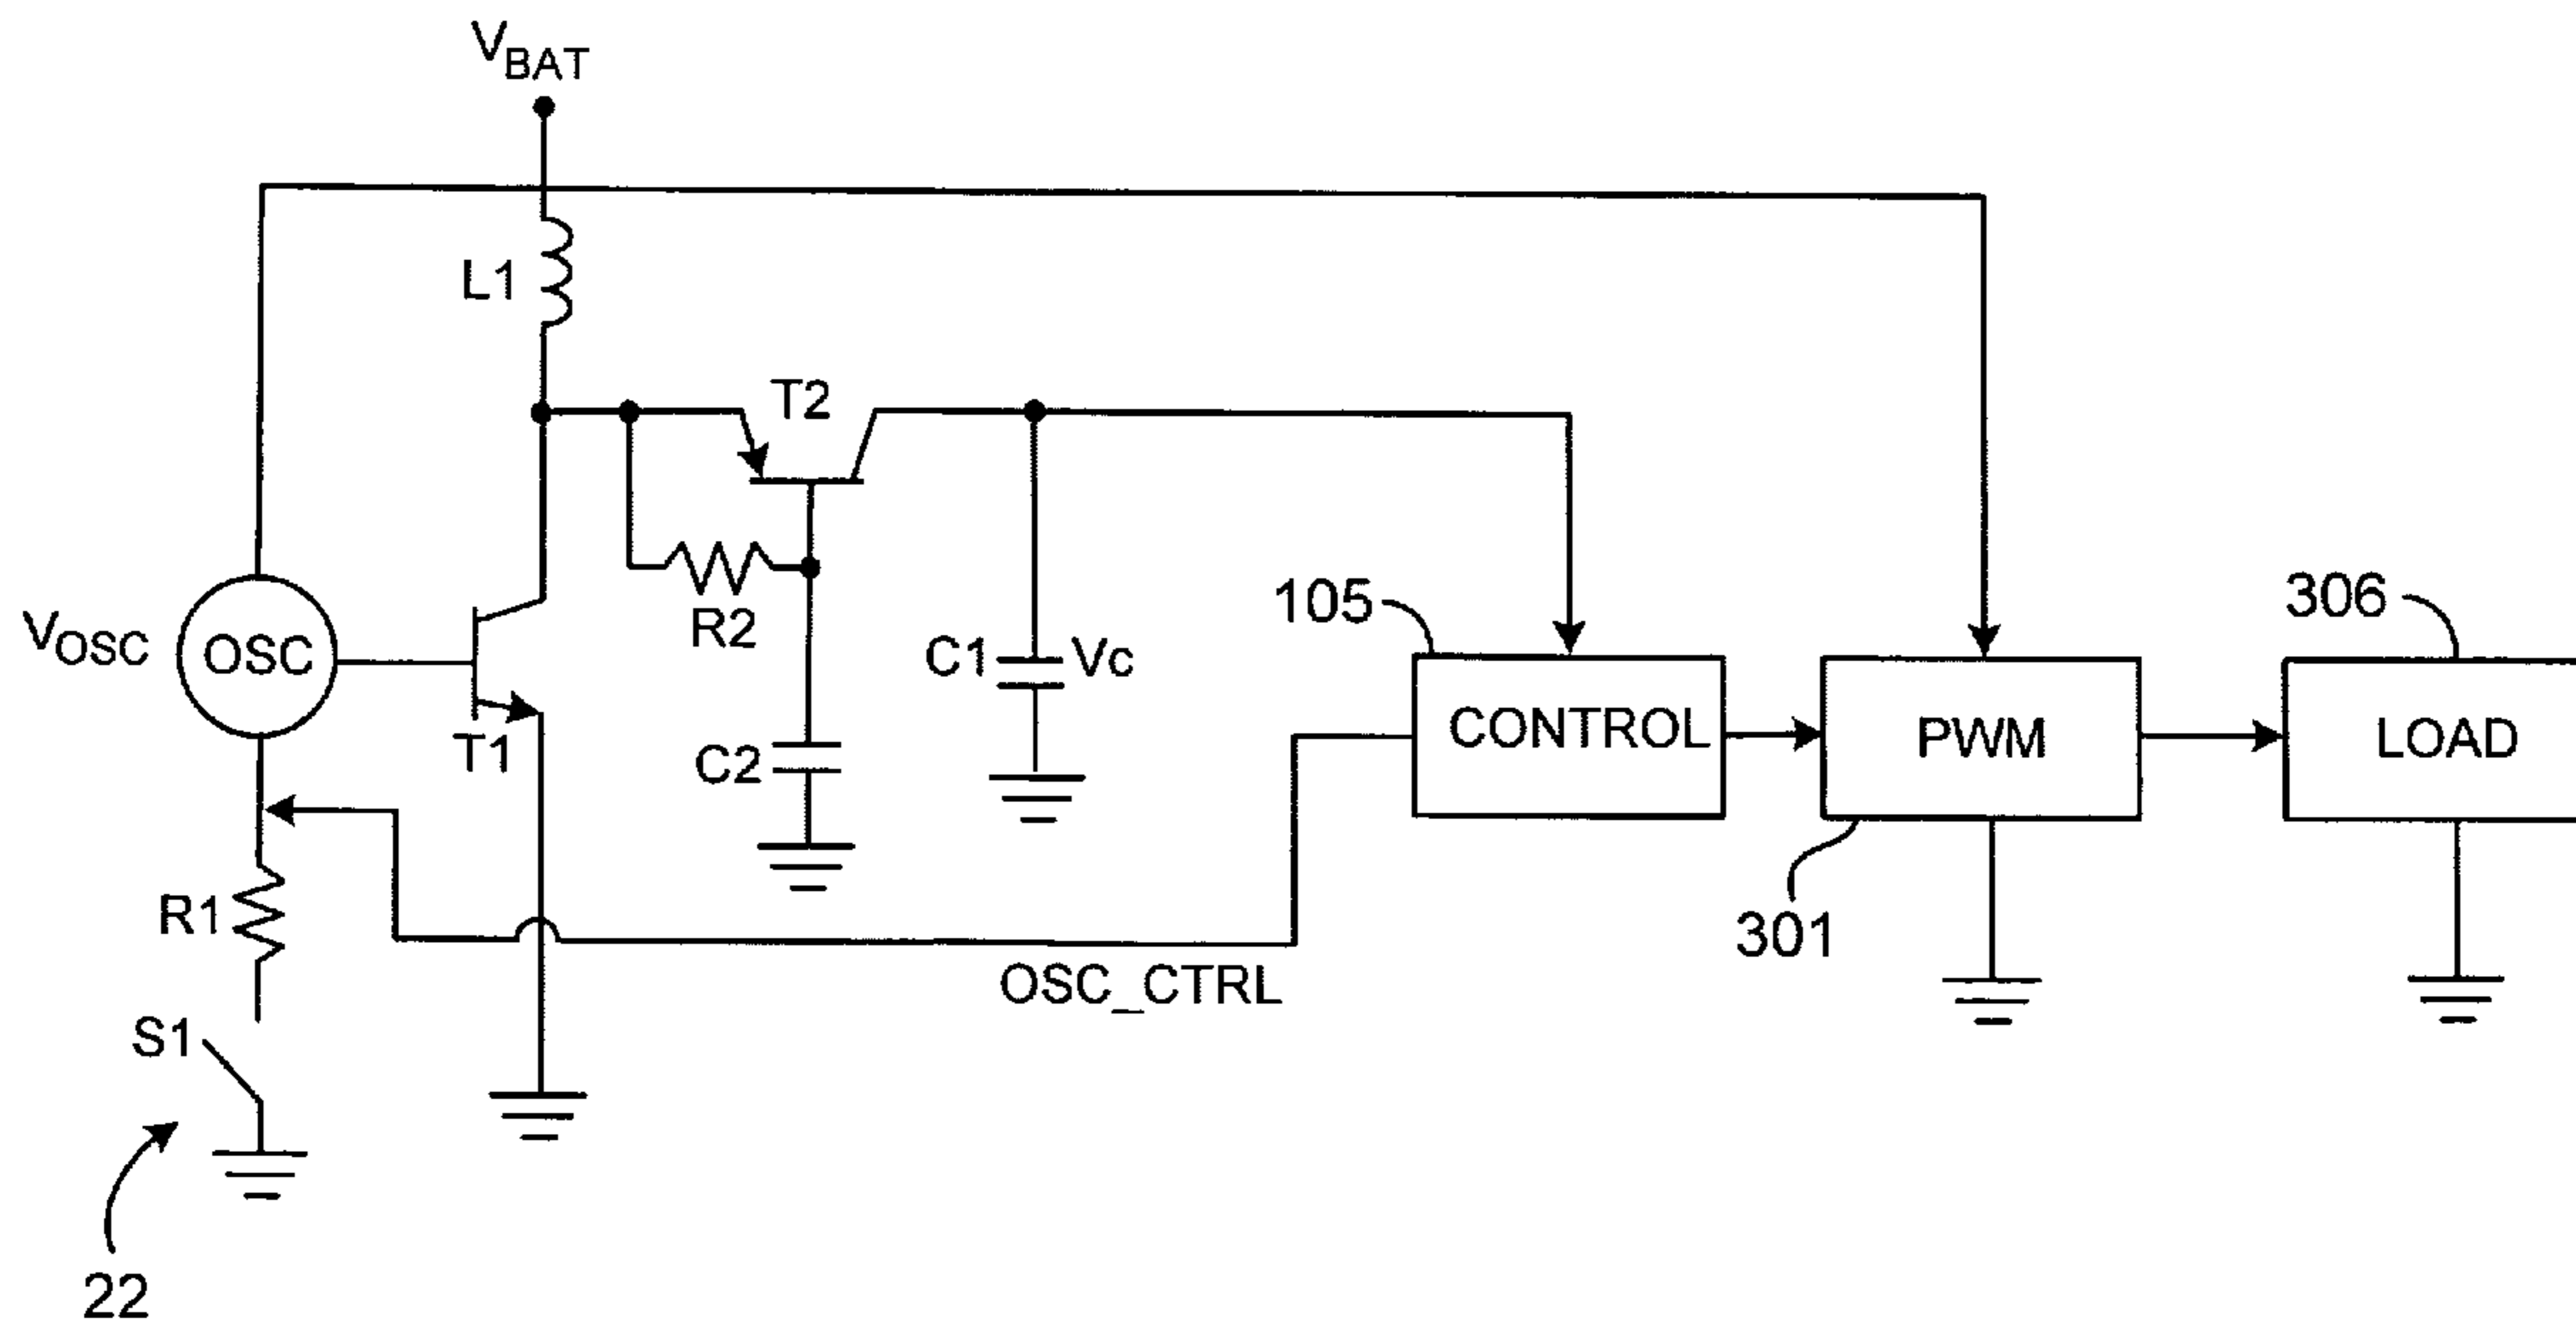 VBAT
L1
T2
R2
VOSC
OSC
T1
C1
Vc
C2
105
CONTROL
PWM
301
306
LOAD
R1
OSC_CTRL
S1
22